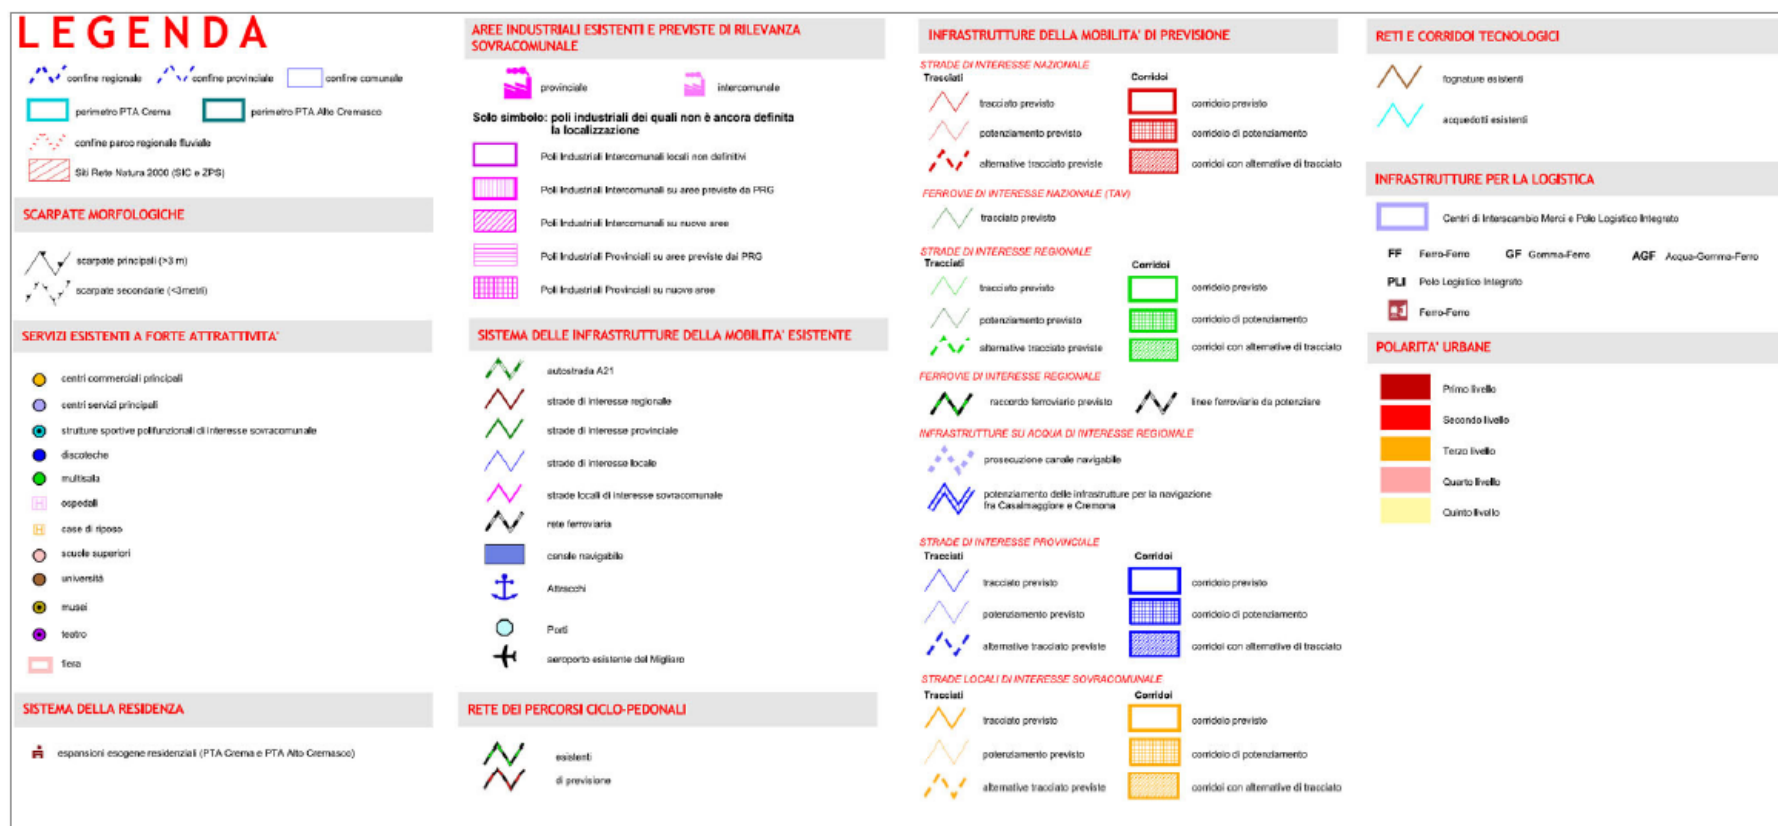 LEGENDA
confine regionale confine provinciale confine comunale
perimetro PTA Crema perimetro PTA Alto Cremasco
confine parco regionale fluviale
Siti Rete Natura 2000 (SIC e ZPS)
SCARPATE MORFOLOGICHE
scarpate principali (>3 m)
scarpate secondarie (<3metri)
SERVIZI ESISTENTI A FORTE ATTRATTIVITA'
centri commerciali principali
centri servizi principali
strutture sportive polifunzionali di interesse sovracomunale
discoteche
multisala
H ospedali
H case di riposo
scuole superiori
università
musei
teatro
fiera
SISTEMA DELLA RESIDENZA
espansioni esogene residenziali (PTA Crema e PTA Alto Cremasco)
AREE INDUSTRIALI ESISTENTI E PREVISTE DI RILEVANZA
SOVRACOMUNALE
provinciale intercomunale
Solo simbolo: poli industriali dei quali non è ancora definita
la localizzazione
Poli Industriali Intercomunali locali non definitivi
Poli Industriali Intercomunali su aree previste da PRG
Poli Industriali Intercomunali su nuove aree
Poli Industriali Provinciali su aree previste dai PRG
Poli Industriali Provinciali su nuove aree
SISTEMA DELLE INFRASTRUTTURE DELLA MOBILITA' ESISTENTE
autostrada A21
strade di interesse regionale
strade di interesse provinciale
strade di interesse locale
strade locali di interesse sovracomunale
rete ferroviaria
canale navigabile
Attracchi
Porti
aeroporto esistente del Migliaro
RETE DEI PERCORSI CICLO-PEDONALI
esistenti
di previsione
INFRASTRUTTURE DELLA MOBILITA' DI PREVISIONE
STRADE DI INTERESSE NAZIONALE
Tracciati Corridoi
tracciato previsto corridoio previsto
potenziamento previsto corridoio di potenziamento
alternative tracciato previste corridoi con alternative di tracciato
FERROVIE DI INTERESSE NAZIONALE (TAV)
tracciato previsto
STRADE DI INTERESSE REGIONALE
Tracciati Corridoi
tracciato previsto corridoio previsto
potenziamento previsto corridoio di potenziamento
alternative tracciato previste corridoi con alternative di tracciato
FERROVIE DI INTERESSE REGIONALE
raccordo ferroviario previsto linee ferroviarie da potenziare
INFRASTRUTTURE SU ACQUA DI INTERESSE REGIONALE
prosecuzione canale navigabile
potenziamento delle infrastrutture per la navigazione
fra Casalmaggiore e Cremona
STRADE DI INTERESSE PROVINCIALE
Tracciati Corridoi
tracciato previsto corridoio previsto
potenziamento previsto corridoio di potenziamento
alternative tracciato previste corridoi con alternative di tracciato
STRADE LOCALI DI INTERESSE SOVRACOMUNALE
Tracciati Corridoi
tracciato previsto corridoio previsto
potenziamento previsto corridoio di potenziamento
alternative tracciato previste corridoi con alternative di tracciato
RETI E CORRIDOI TECNOLOGICI
fognature esistenti
acquedotti esistenti
INFRASTRUTTURE PER LA LOGISTICA
Centri di Interscambio Merci e Polo Logistico Integrato
FF Ferro-Ferro GF Gomma-Ferro AGF Acqua-Gomma-Ferro
PLI Polo Logistico Integrato
Ferro-Ferro
POLARITA' URBANE
Primo livello
Secondo livello
Terzo livello
Quarto livello
Quinto livello